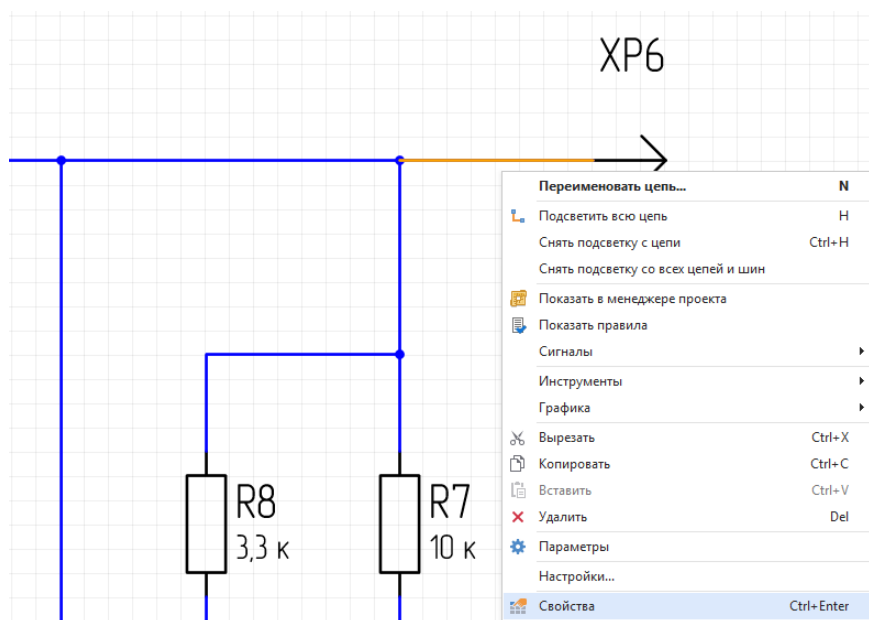 XP6
Переименовать цепь... N
Подсветить всю цепь H
Снять подсветку с цепи Ctrl+H
Снять подсветку со всех цепей и шин
Показать в менеджере проекта
Показать правила
Сигналы
Инструменты
Графика
Вырезать Ctrl+X
Копировать Ctrl+C
Вставить Ctrl+V
Удалить Del
Параметры
Настройки...
Свойства Ctrl+Enter
R8
3,3 к
R7
10 к